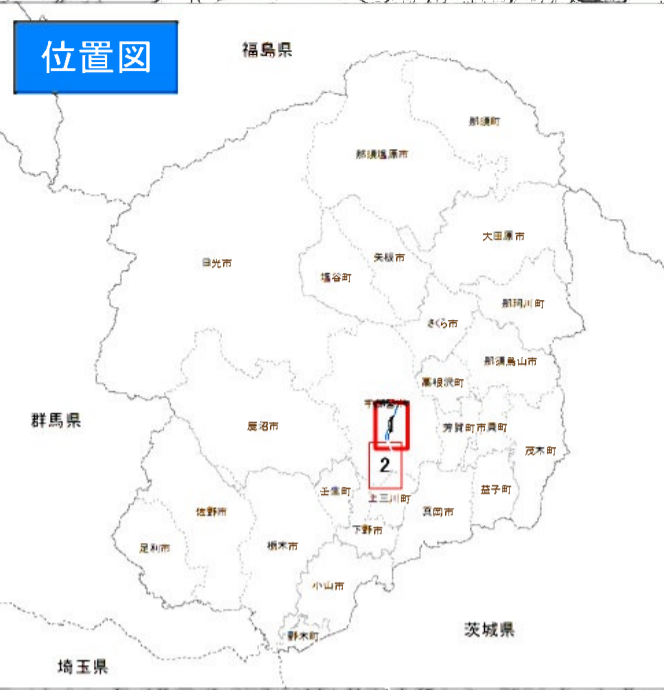 位置図
福島県
那須町
那須塩原市
大田原市
矢板市
日光市
塩谷町
那珂川町
さくら市
那須烏山市
高根沢町
宇都宮市
1
群馬県
鹿沼市
芳賀町
市貝町
茂木町
2
壬生町
上三川町
益子町
真岡市
佐野市
下野市
足利市
栃木市
小山市
茨城県
野木町
埼玉県